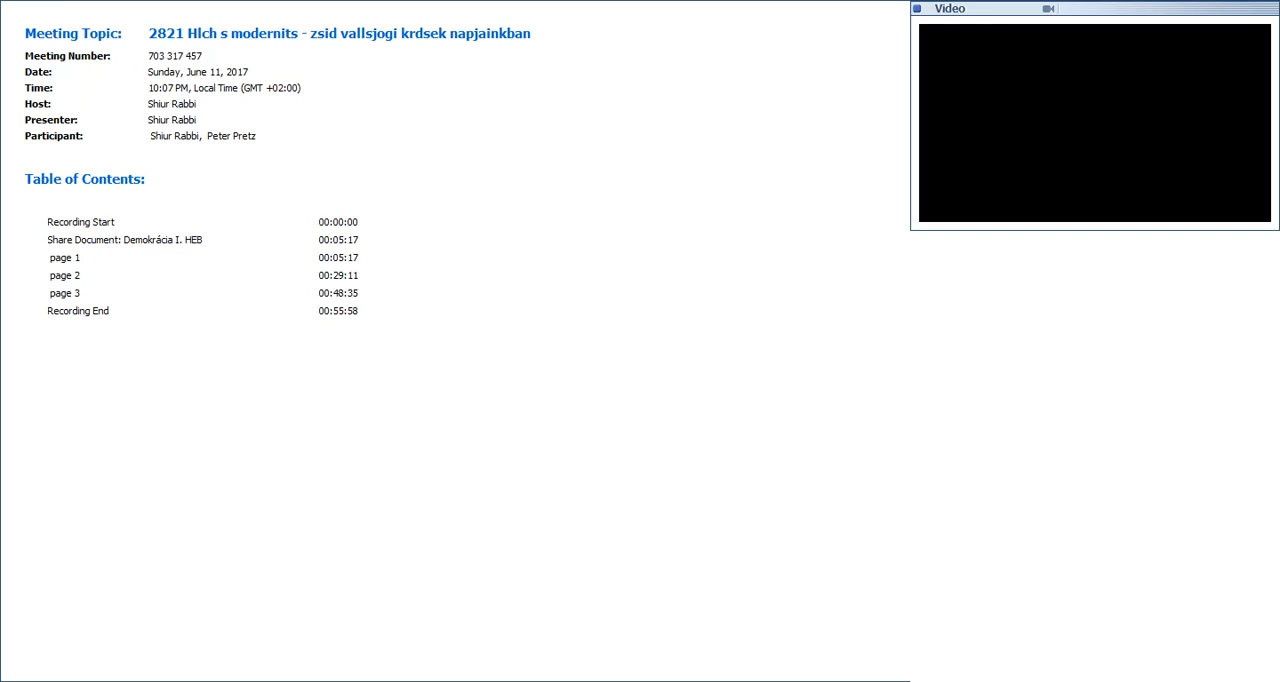 Video
Meeting Topic: 2821 Hlch s modernits - zsid vallsjogi krdsek napjainkban
Meeting Number: 703 317 457
Date: Sunday, June 11, 2017
Time: 10:07 PM, Local Time (GMT +02:00)
Host: Shiur Rabbi
Presenter: Shiur Rabbi
Participant: Shiur Rabbi, Peter Pretz
Table of Contents:
Recording Start 00:00:00
Share Document: Demokrácia I. HEB 00:05:17
page 1 00:05:17
page 2 00:29:11
page 3 00:48:35
Recording End 00:55:58